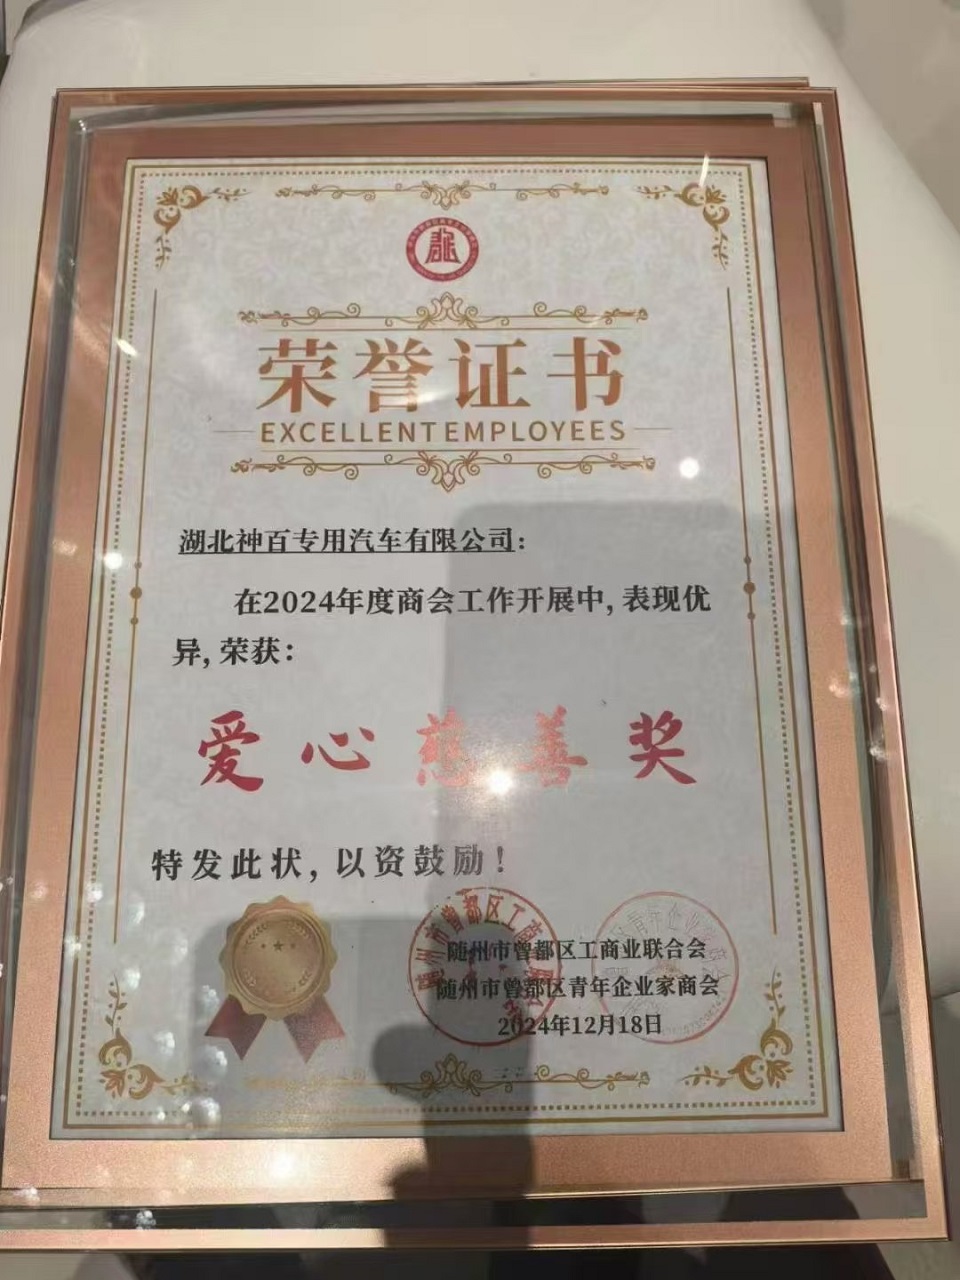 荣誉证书
EXCELLENT EMPLOYEES
湖北神百专用汽车有限公司：
在2024年度商会工作开展中，表现优
异，荣获：
爱心慈善奖
特发此状，以资鼓励！
随州市曾都区工商业联合会
随州市曾都区青年企业家商会
2024年12月18日